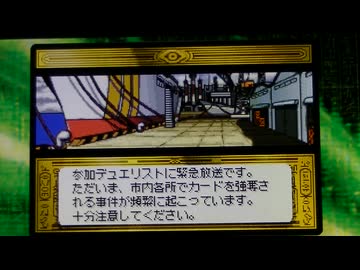 参加デュエリストに緊急放送です。
ただいま、市内各所でカードを強奪さ
れる事件が頻繁に起こっています。
十分注意してください。